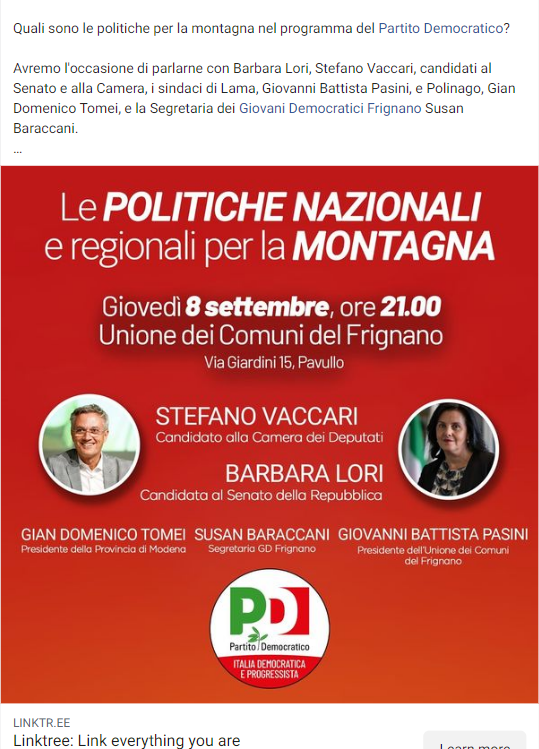 Quali sono le politiche per la montagna nel programma del Partito Democratico?
Avremo l'occasione di parlarne con Barbara Lori, Stefano Vaccari, candidati al
Senato e alla Camera, i sindaci di Lama, Giovanni Battista Pasini, e Polinago, Gian
Domenico Tomei, e la Segretaria dei Giovani Democratici Frignano Susan
Baraccani.
...
Le POLITICHE NAZIONALI
e regionali per la MONTAGNA
Giovedì 8 settembre, ore 21.00
Unione dei Comuni del Frignano
Via Giardini 15, Pavullo
STEFANO VACCARI
Candidato alla Camera dei Deputati
BARBARA LORI
Candidata al Senato della Repubblica
GIAN DOMENICO TOMEI
Presidente della Provincia di Modena
SUSAN BARACCANI
Segretaria GD Frignano
GIOVANNI BATTISTA PASINI
Presidente dell'Unione dei Comuni
del Frignano
PD
Partito Democratico
ITALIA DEMOCRATICA
E PROGRESSISTA
LINKTR.EE
Linktree: Link everything you are
Learn more